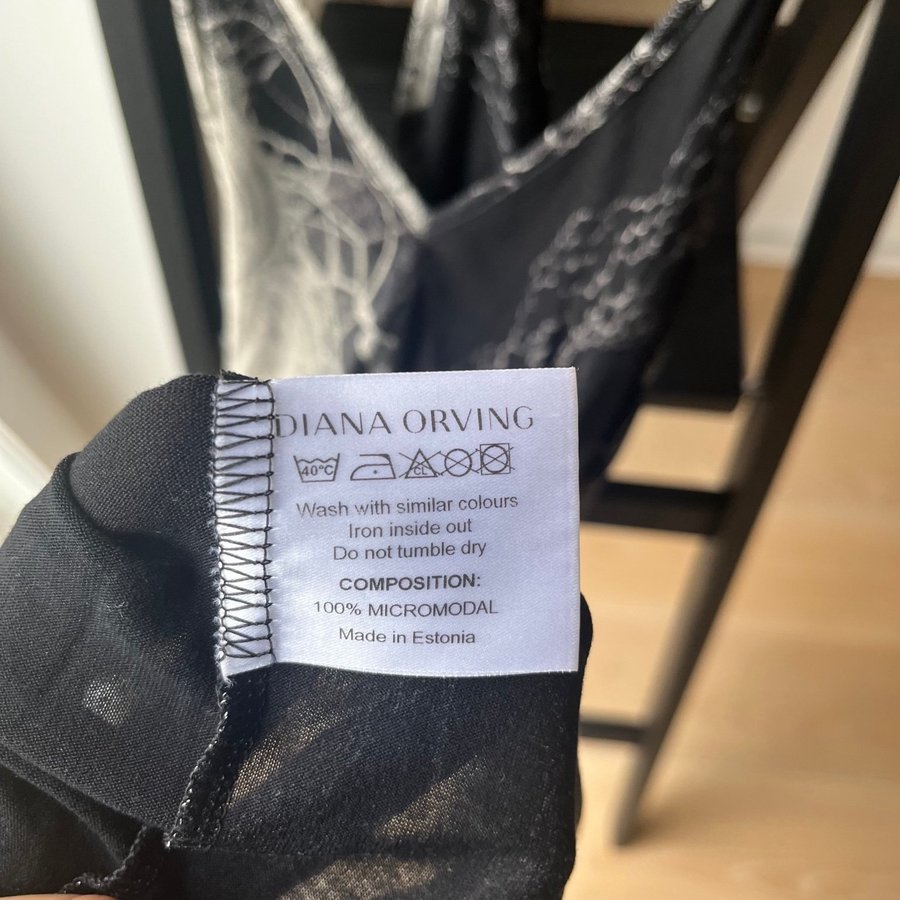 DIANA ORVING
40°C CL
Wash with similar colours
Iron inside out
Do not tumble dry
COMPOSITION:
100% MICROMODAL
Made in Estonia